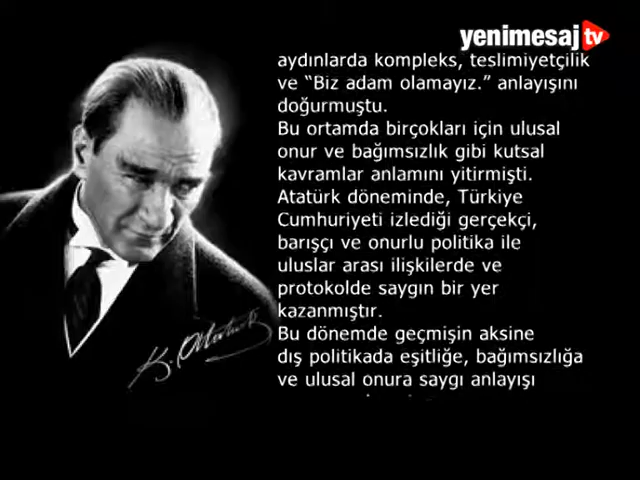 yenimesaj tv
aydınlarda kompleks, teslimiyetçilik
ve “Biz adam olamayız.” anlayışını
doğurmuştu.
Bu ortamda birçokları için ulusal
onur ve bağımsızlık gibi kutsal
kavramlar anlamını yitirmişti.
Atatürk döneminde, Türkiye
Cumhuriyeti izlediği gerçekçi,
barışçı ve onurlu politika ile
uluslar arası ilişkilerde ve
protokolde saygın bir yer
kazanmıştır.
Bu dönemde geçmişin aksine
dış politikada eşitliğe, bağımsızlığa
ve ulusal onura saygı anlayışı
K. Atatürk